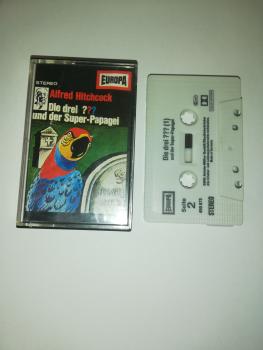 STEREO
EUROPA
Alfred Hitchcock
Die drei ???
und der Super-Papagei
EUROPA
Seite
2
Die drei ??? (1)
und der Super-Papagei
STEREO